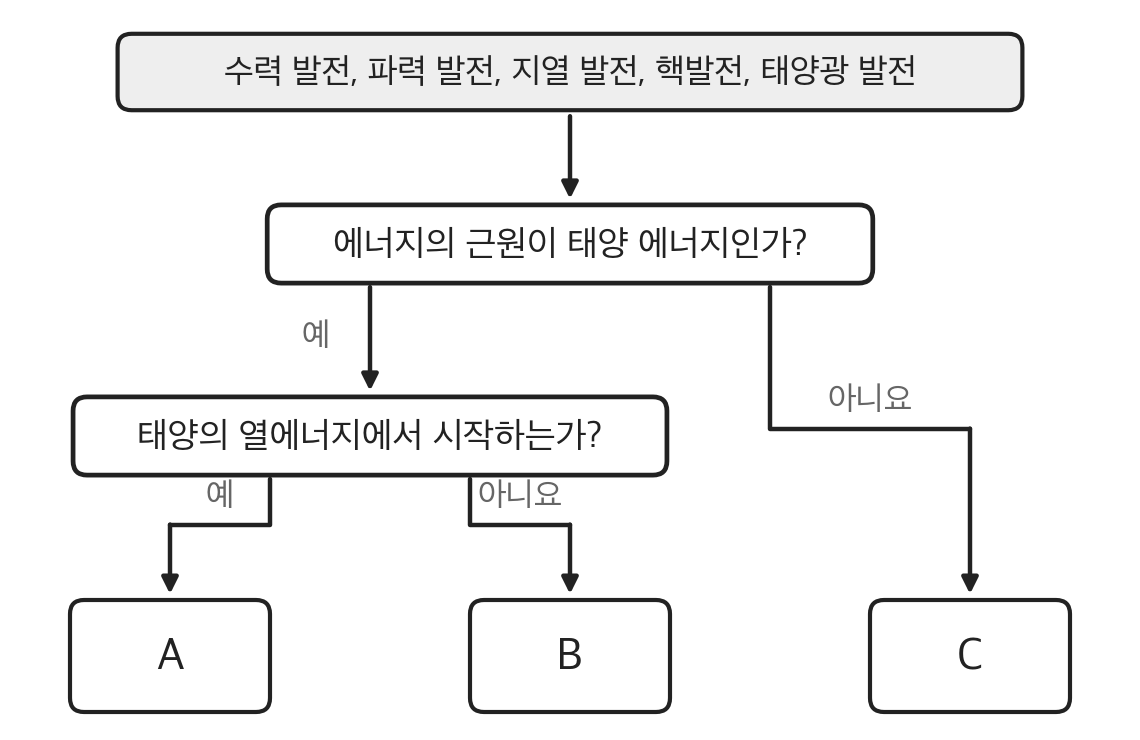 수력 발전, 파력 발전, 지열 발전, 핵발전, 태양광 발전
에너지의 근원이 태양 에너지인가?
예
아니요
태양의 열에너지에서 시작하는가?
예
아니요
A
B
C